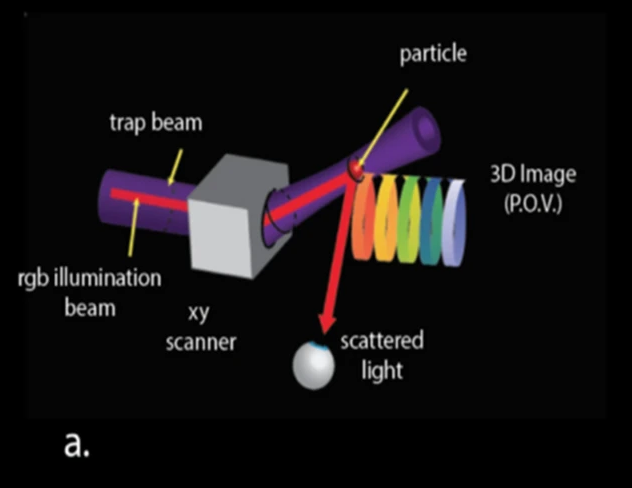 particle
trap beam
3D Image
(P.O.V.)
rgb illumination
beam
xy
scanner
scattered
light
a.